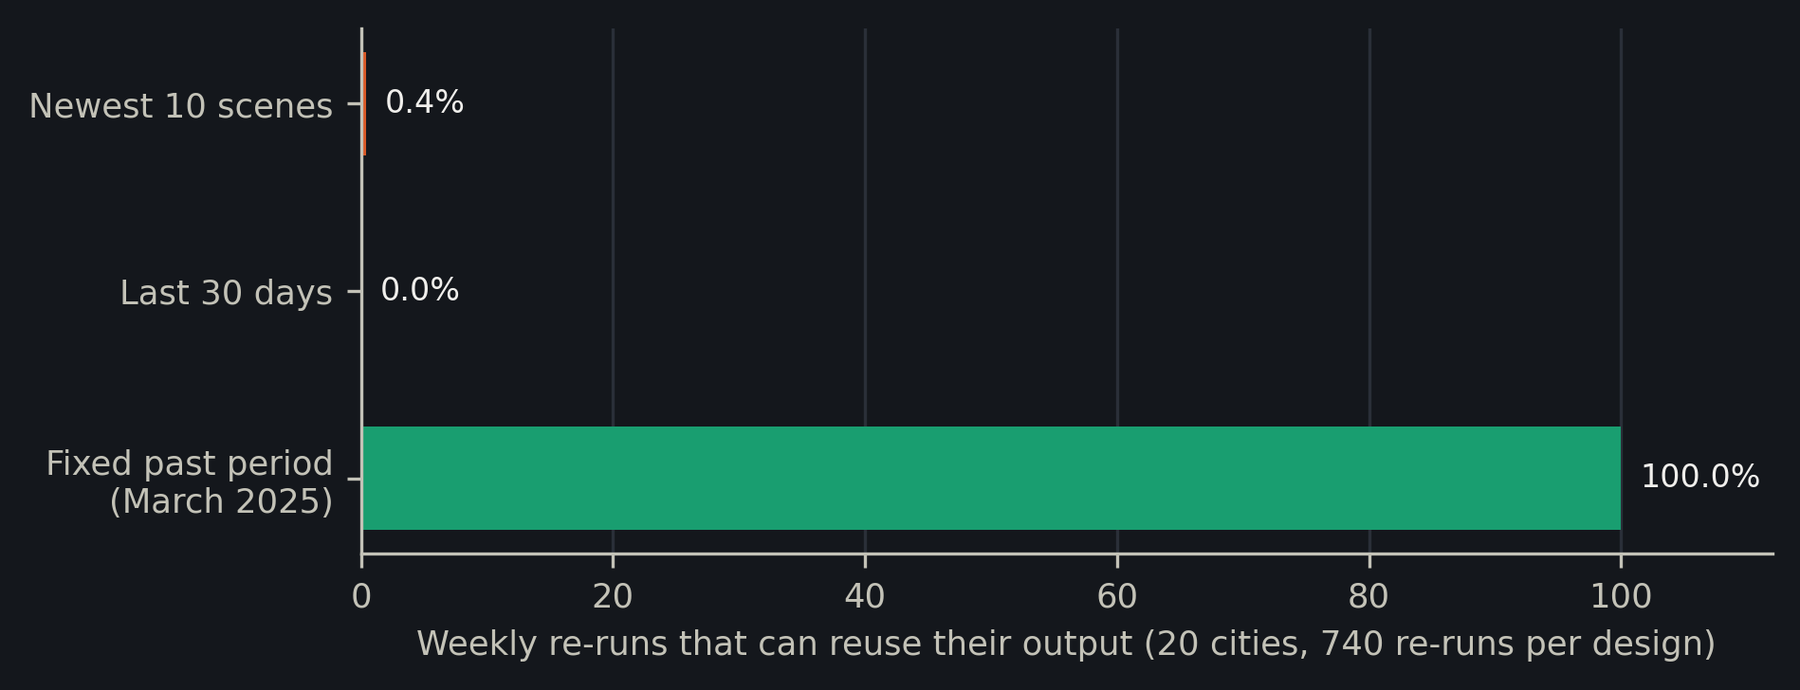 Newest 10 scenes
0.4%
Last 30 days
0.0%
Fixed past period
(March 2025)
100.0%
0 20 40 60 80 100
Weekly re-runs that can reuse their output (20 cities, 740 re-runs per design)